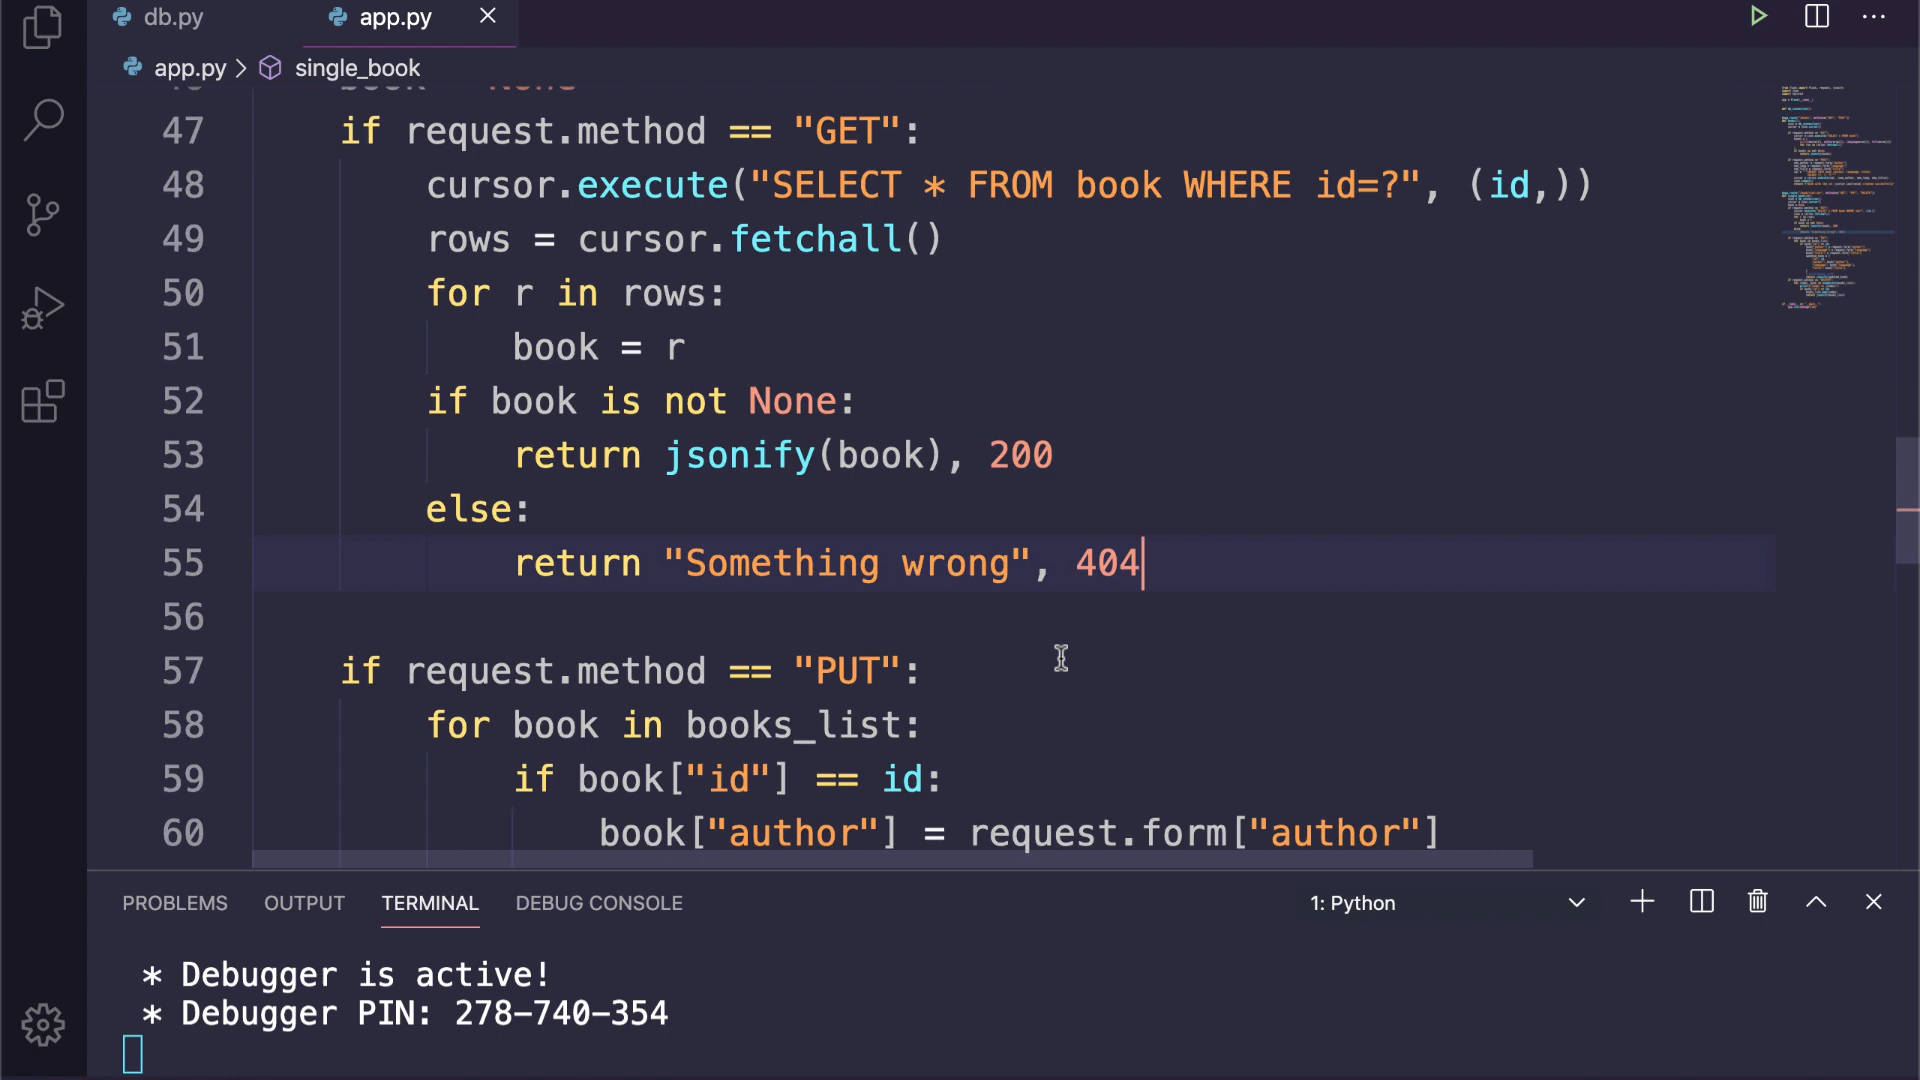 db.py
app.py
app.py > single_book
47 if request.method == "GET":
48 cursor.execute("SELECT * FROM book WHERE id=?", (id,))
49 rows = cursor.fetchall()
50 for r in rows:
51 book = r
52 if book is not None:
53 return jsonify(book), 200
54 else:
55 return "Something wrong", 404
56
57 if request.method == "PUT":
58 for book in books_list:
59 if book["id"] == id:
60 book["author"] = request.form["author"]
PROBLEMS OUTPUT TERMINAL DEBUG CONSOLE 1: Python
* Debugger is active!
* Debugger PIN: 278-740-354